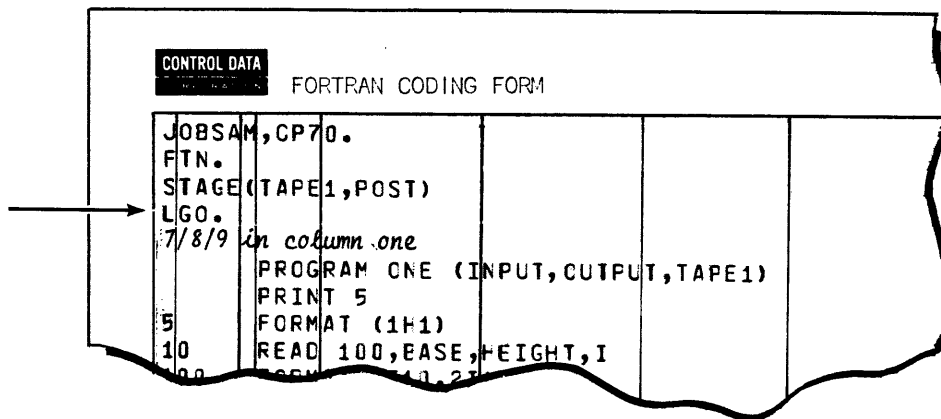 CONTROL DATA
FORTRAN CODING FORM
JOBSAM,CP70.
FTN.
STAGE(TAPE1,POST)
LGO.
7/8/9 in column one
PROGRAM ONE (INPUT,OUTPUT,TAPE1)
PRINT 5
5 FORMAT (1H1)
10 READ 100,BASE,HEIGHT,I